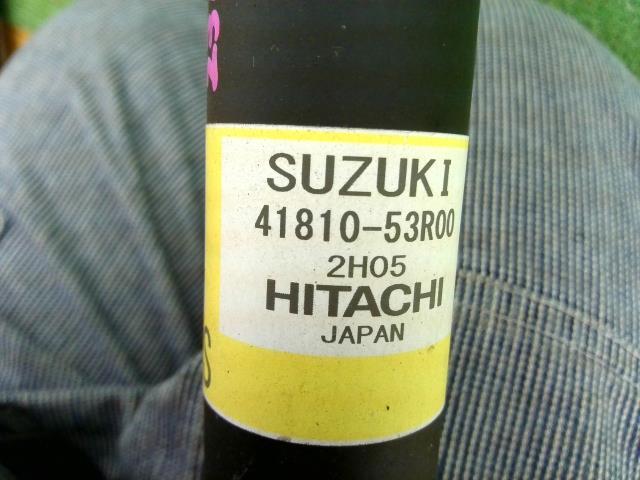 SUZUKI
41810-53R00
2H05
HITACHI
JAPAN
S